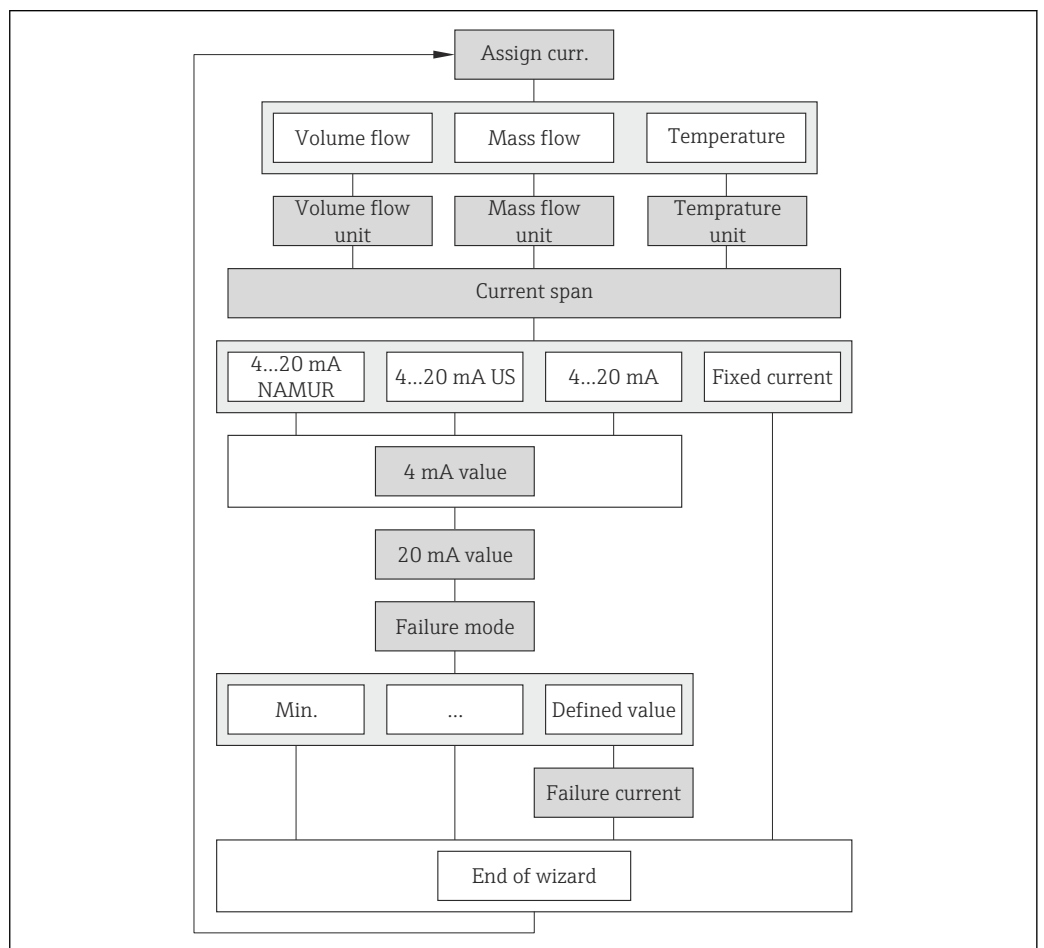 Assign curr.
Volume flow
Mass flow
Temperature
Volume flow
unit
Mass flow
unit
Temprature
unit
Current span
4...20 mA
NAMUR
4...20 mA US
4...20 mA
Fixed current
4 mA value
20 mA value
Failure mode
Min.
...
Defined value
Failure current
End of wizard